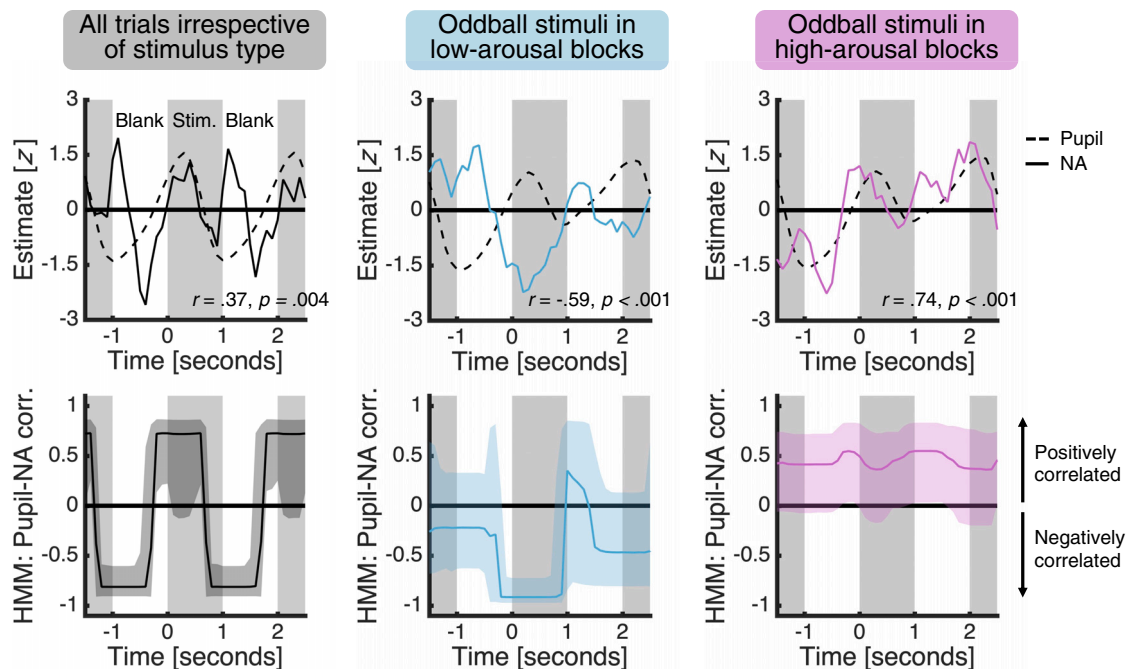 All trials irrespective
of stimulus type
Oddball stimuli in
low-arousal blocks
Oddball stimuli in
high-arousal blocks
Estimate [z]
3
1.5
0
-1.5
-3
Blank Stim. Blank
r = .37, p = .004
-1 0 1 2
Time [seconds]
Estimate [z]
3
1.5
0
-1.5
-3
r = -.59, p < .001
-1 0 1 2
Time [seconds]
Estimate [z]
3
1.5
0
-1.5
-3
r = .74, p < .001
-1 0 1 2
Time [seconds]
Pupil
NA
HMM: Pupil-NA corr.
1
0.5
0
-0.5
-1
-1 0 1 2
Time [seconds]
HMM: Pupil-NA corr.
1
0.5
0
-0.5
-1
-1 0 1 2
Time [seconds]
HMM: Pupil-NA corr.
1
0.5
0
-0.5
-1
-1 0 1 2
Time [seconds]
Positively
correlated
Negatively
correlated